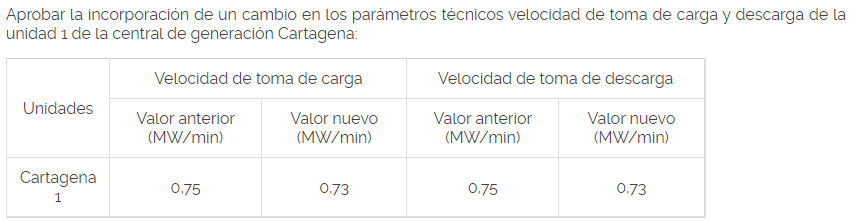 Aprobar la incorporación de un cambio en los parámetros técnicos velocidad de toma de carga y descarga de la
unidad 1 de la central de generación Cartagena:
Unidades
Velocidad de toma de carga
Velocidad de toma de descarga
Valor anterior
(MW/min)
Valor nuevo
(MW/min)
Valor anterior
(MW/min)
Valor nuevo
(MW/min)
Cartagena
1
0,75
0,73
0,75
0,73